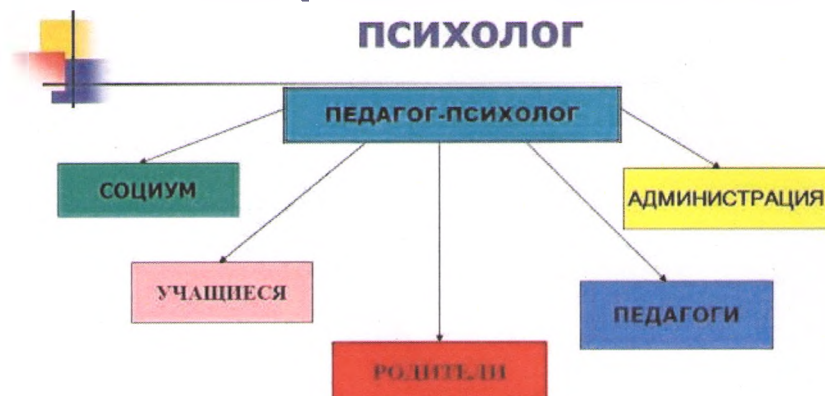 ПСИХОЛОГ
ПЕДАГОГ-ПСИХОЛОГ
СОЦИУМ
АДМИНИСТРАЦИЯ
УЧАЩИЕСЯ
ПЕДАГОГИ
РОДИТЕЛИ